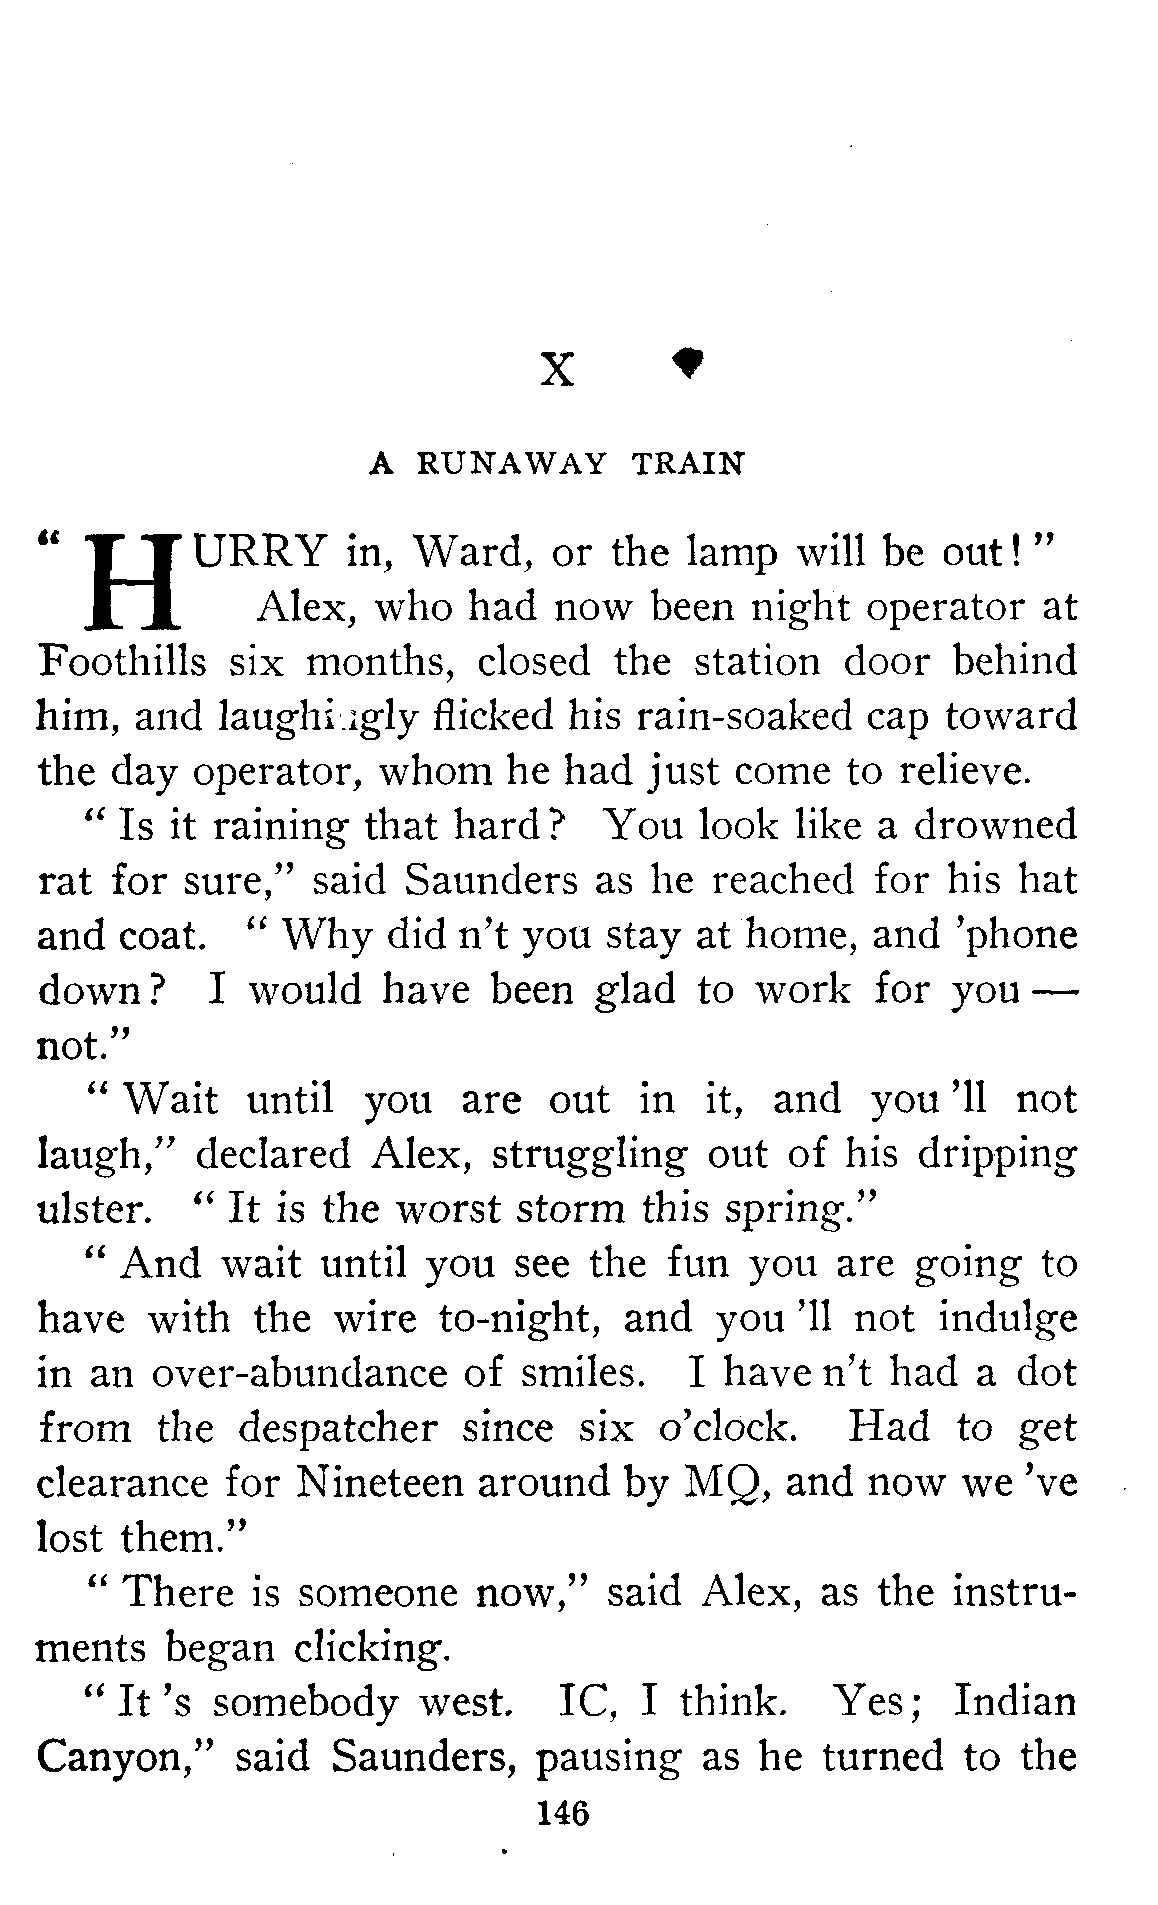 X
A RUNAWAY TRAIN
“ HURRY in, Ward, or the lamp will be out! ”
Alex, who had now been night operator at
Foothills six months, closed the station door behind
him, and laughingly flicked his rain-soaked cap toward
the day operator, whom he had just come to relieve.
“ Is it raining that hard? You look like a drowned
rat for sure,” said Saunders as he reached for his hat
and coat. “ Why did n’t you stay at home, and ’phone
down? I would have been glad to work for you —
not.”
“ Wait until you are out in it, and you ’ll not
laugh,” declared Alex, struggling out of his dripping
ulster. “ It is the worst storm this spring.”
“ And wait until you see the fun you are going to
have with the wire to-night, and you ’ll not indulge
in an over-abundance of smiles. I have n’t had a dot
from the despatcher since six o’clock. Had to get
clearance for Nineteen around by MQ, and now we ’ve
lost them.”
“ There is someone now,” said Alex, as the instru-
ments began clicking.
“ It ’s somebody west. IC, I think. Yes; Indian
Canyon,” said Saunders, pausing as he turned to the
146